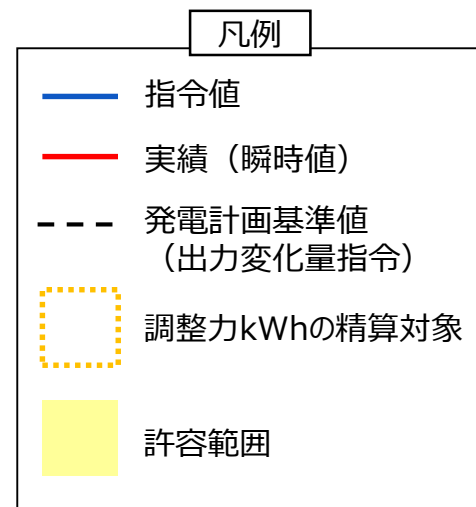 凡例
指令値
実績（瞬時値）
発電計画基準値
（出力変化量指令）
調整力kWhの精算対象
許容範囲